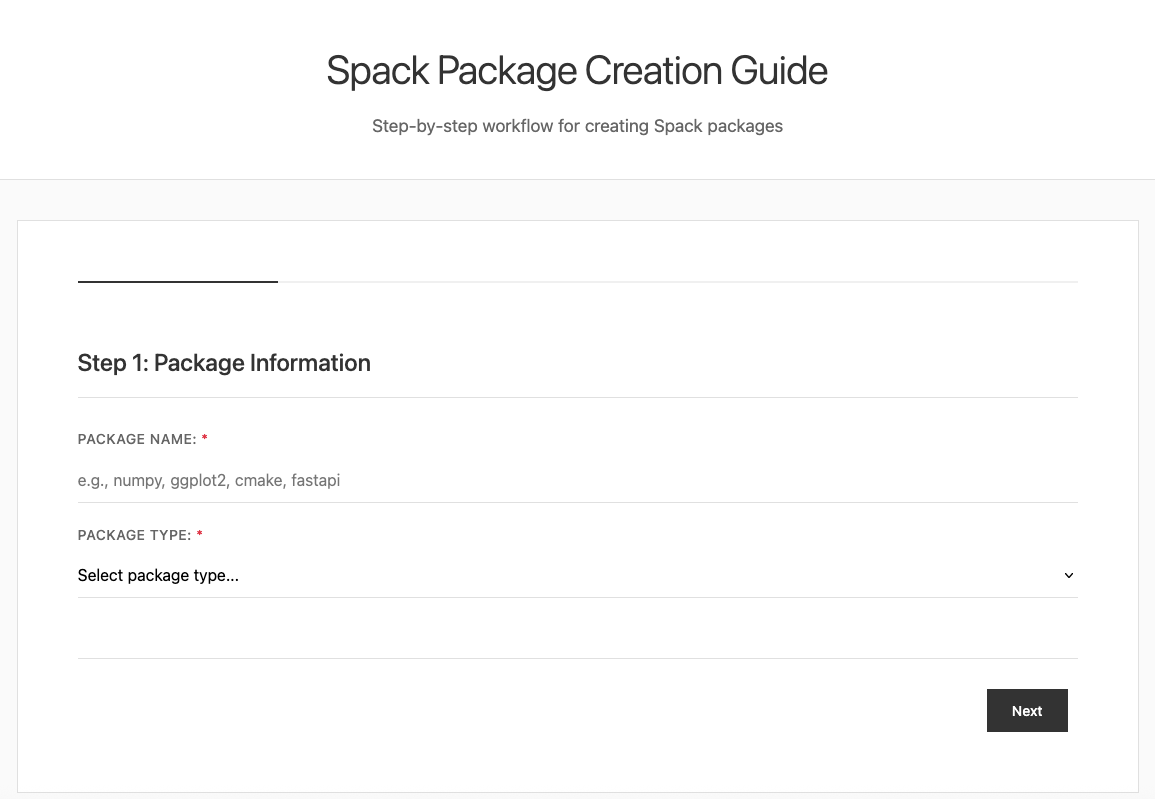 Spack Package Creation Guide
Step-by-step workflow for creating Spack packages
Step 1: Package Information
PACKAGE NAME: *
e.g., numpy, ggplot2, cmake, fastapi
PACKAGE TYPE: *
Select package type...
Next